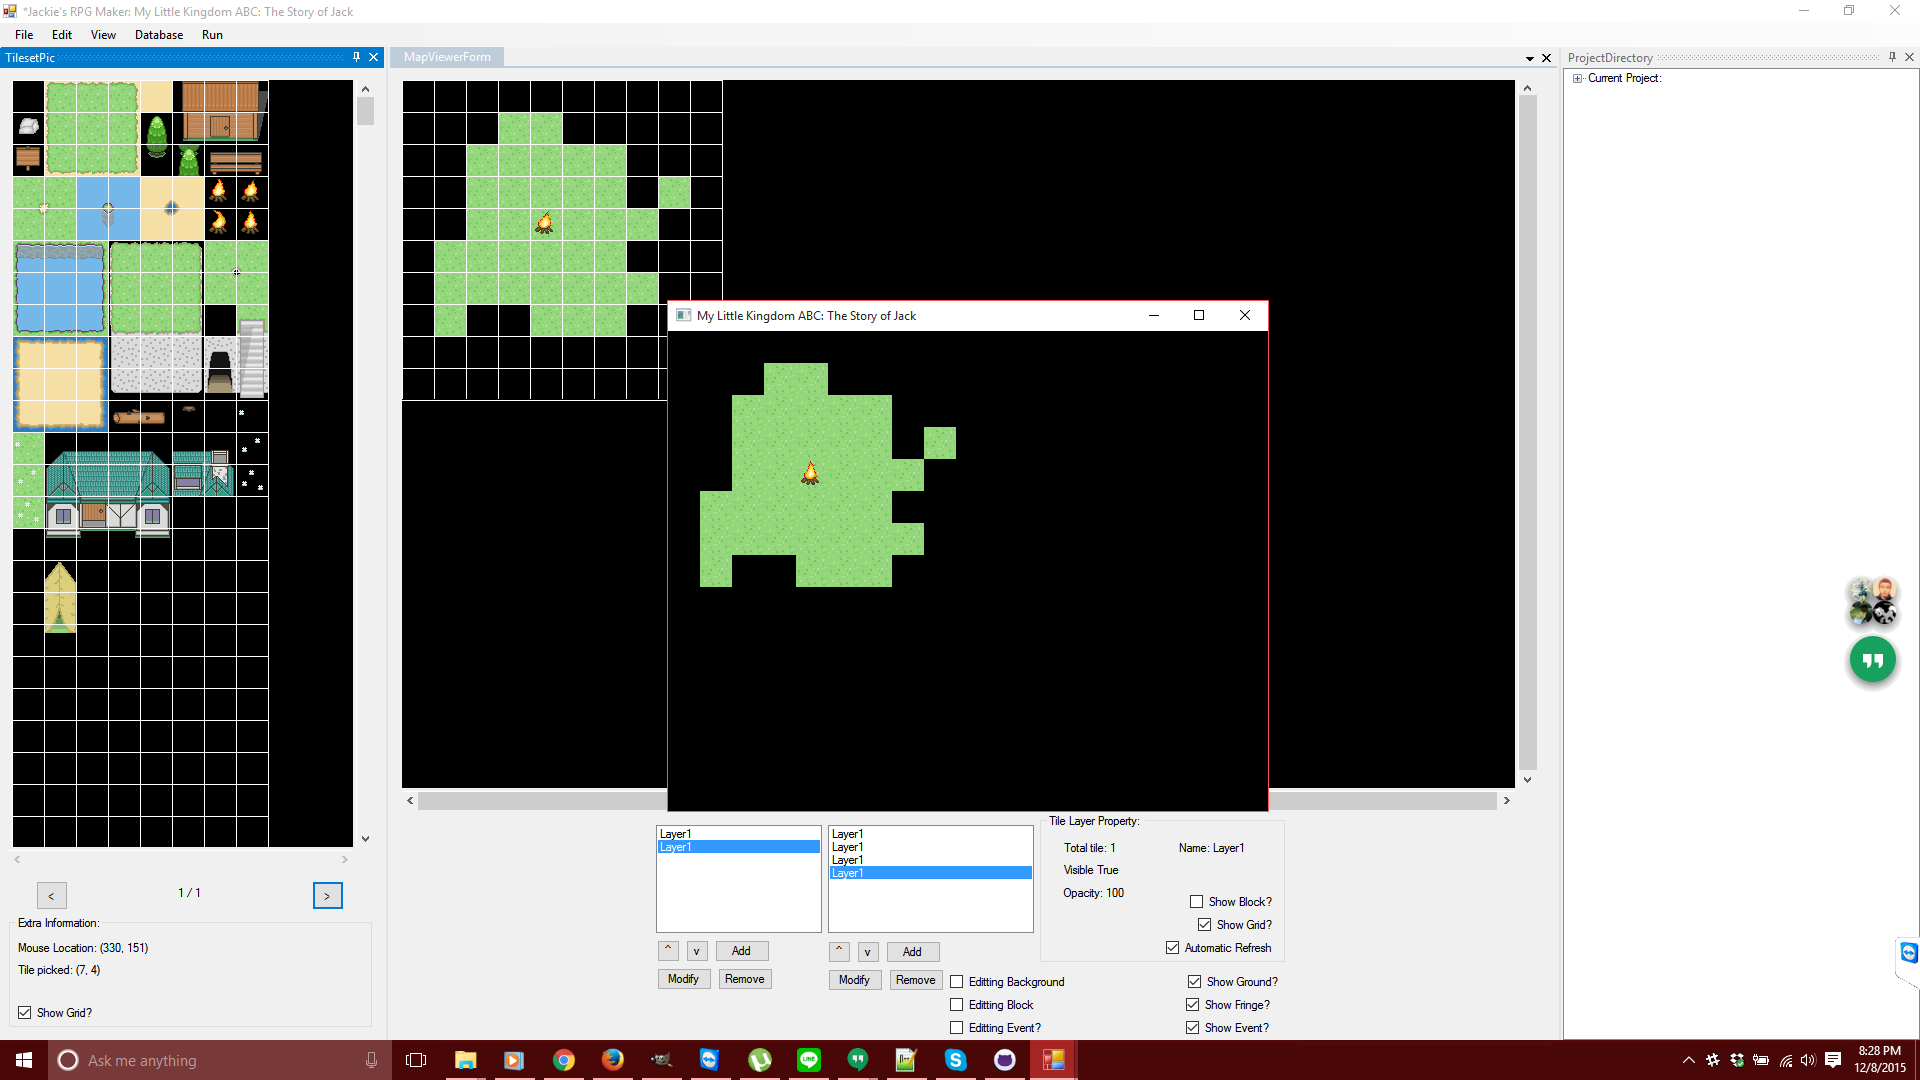 *Jackie's RPG Maker: My Little Kingdom ABC: The Story of Jack
File Edit View Database Run
TilesetPic
MapViewerForm
ProjectDirectory
Current Project:
My Little Kingdom ABC: The Story of Jack
< 1 / 1 >
Extra Information:
Mouse Location: (330, 151)
Tile picked: (7, 4)
Show Grid?
Layer1
Layer1
^ v Add
Modify Remove
Layer1
Layer1
Layer1
Layer1
^ v Add
Modify Remove
Tile Layer Property:
Total tile: 1 Name: Layer1
Visible True
Opacity: 100
Show Block?
Show Grid?
Automatic Refresh
Editing Background Show Ground?
Editing Block Show Fringe?
Editing Event? Show Event?
Ask me anything
LINE
8:28 PM
12/8/2015